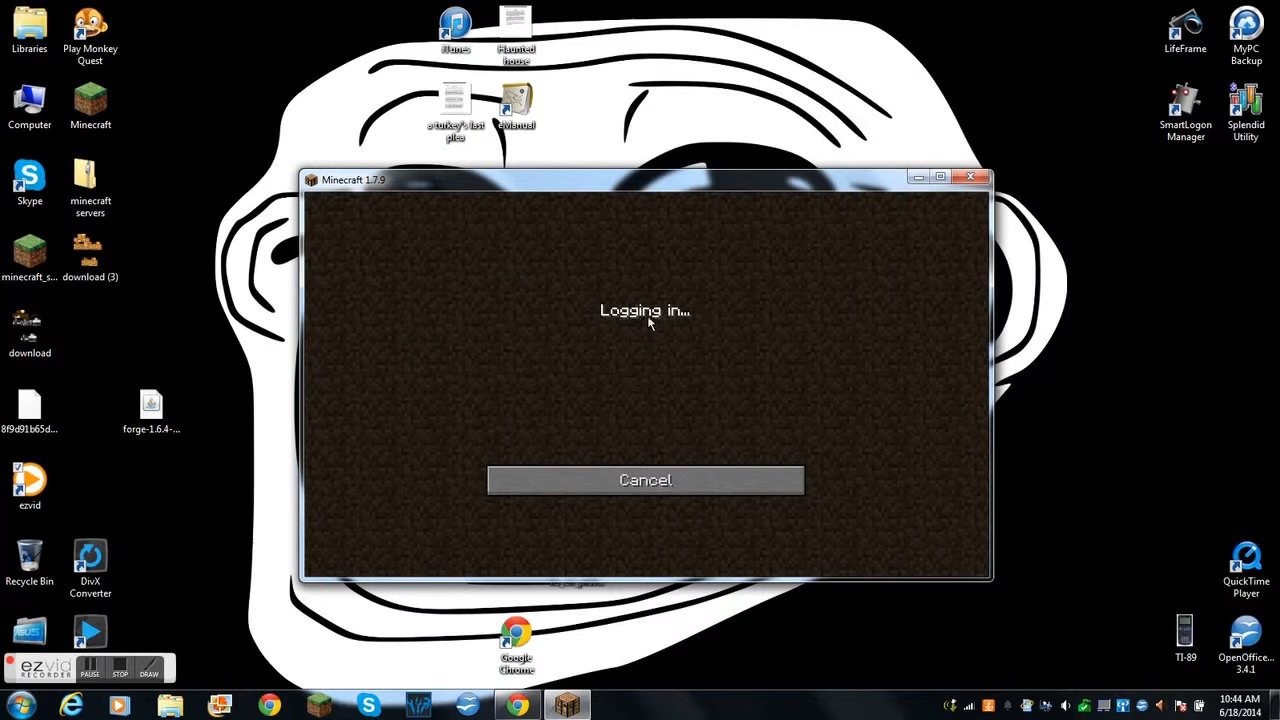 Libraries
Play Monkey
Quest
iTunes
Haunted
house
LifeFrame
MyPC
Backup
Computer
Minecraft
a turkey's last
plea
eManual
SmartLogon
Manager
Splendid
Utility
Minecraft 1.7.9
Skype
minecraft
servers
minecraft_s...
download (3)
Logging in...
download
8f9d91b65d...
forge-1.6.4-...
Cancel
ezvid
Recycle Bin
DivX
Converter
QuickTime
Player
ASUS
Google
Chrome
TI-89
OpenOffice...
3.4.1
ezvid
RECORDER
PAUSE
STOP
DRAW
10:44 AM
6/18/2014